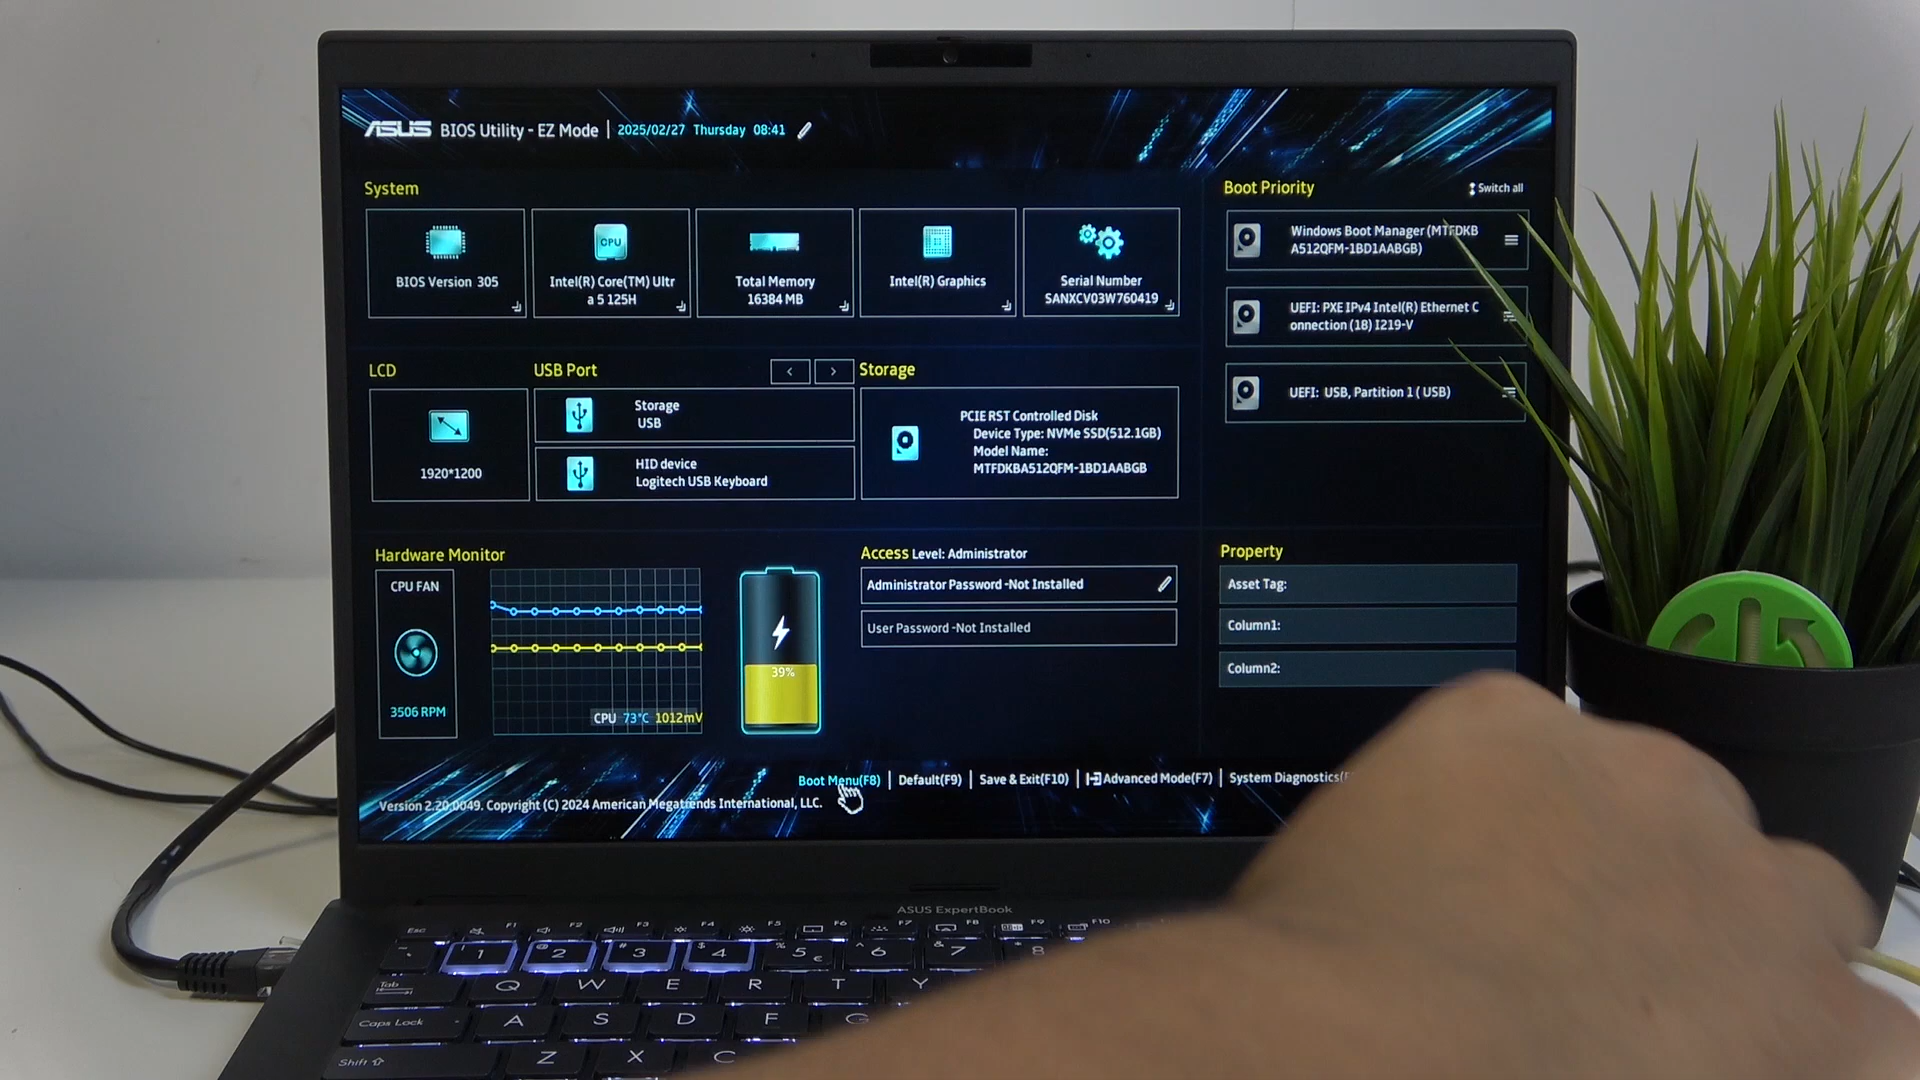 ASUS BIOS Utility - EZ Mode | 2025/02/27 Thursday 08:41
System
BIOS Version 305
Intel(R) Core(TM) Ultr
a 5 125H
CPU
Total Memory
16384 MB
Intel(R) Graphics
Serial Number
SANXCV03W760419
Boot Priority
Switch all
Windows Boot Manager (MTFDKB
A512QFM-1BD1AABGB)
UEFI: PXE IPv4 Intel(R) Ethernet C
onnection (18) I219-V
UEFI: USB, Partition 1 ( USB)
LCD
1920*1200
USB Port
< >
Storage
USB
HID device
Logitech USB Keyboard
Storage
PCIE RST Controlled Disk
Device Type: NVMe SSD(512.1GB)
Model Name:
MTFDKBA512QFM-1BD1AABGB
Hardware Monitor
CPU FAN
3506 RPM
CPU 73°C 1012mV
39%
Access Level: Administrator
Administrator Password -Not Installed
User Password -Not Installed
Property
Asset Tag:
Column1:
Column2:
Boot Menu(F8) | Default(F9) | Save & Exit(F10) | Advanced Mode(F7) | System Diagnostics(
Version 2.20.0049. Copyright (C) 2024 American Megatrends International, LLC.
ASUS ExpertBook
Esc F1 F2 F3 F4 F5 F6 F7 F8 F9 F10
1 2 # 3 $ 4 % 5 € ^ 6 & 7 * 8
Tab Q W E R T Y
Caps Lock A S D F G
Shift Z X C